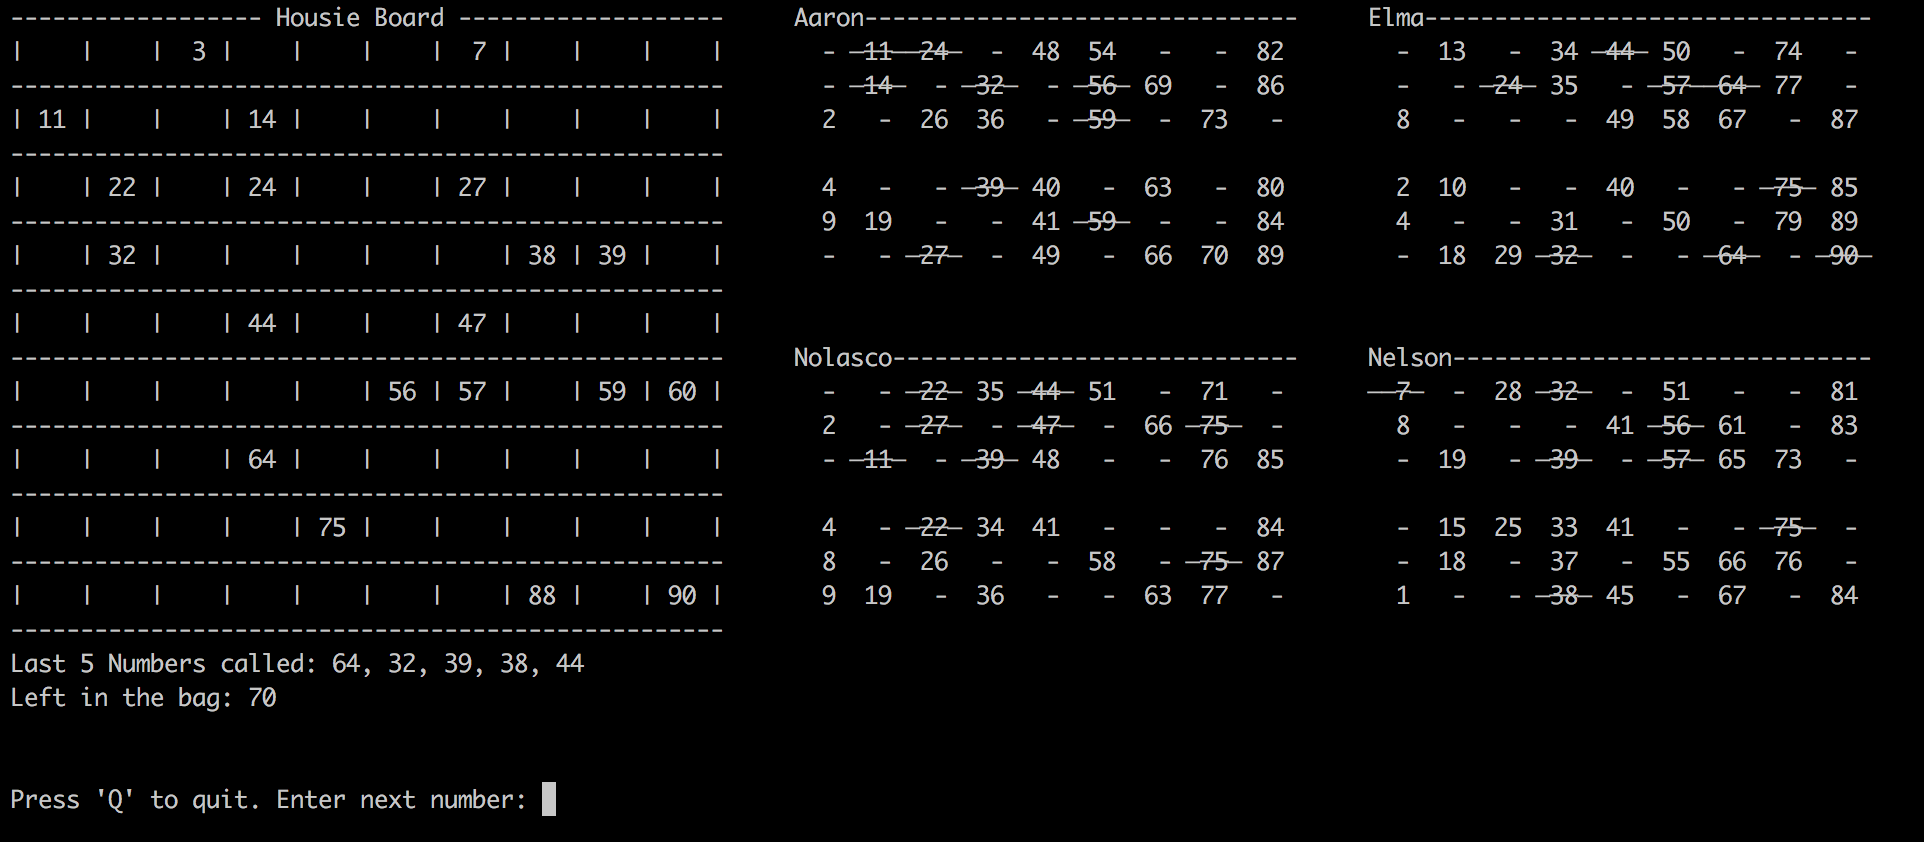 ------------------ Housie Board -------------------
|    |    |  3 |    |    |    |  7 |    |    |    |
---------------------------------------------------
| 11 |    |    | 14 |    |    |    |    |    |    |
---------------------------------------------------
|    | 22 |    | 24 |    |    | 27 |    |    |    |
---------------------------------------------------
|    | 32 |    |    |    |    |    | 38 | 39 |    |
---------------------------------------------------
|    |    |    | 44 |    |    | 47 |    |    |    |
---------------------------------------------------
|    |    |    |    |    | 56 | 57 |    | 59 | 60 |
---------------------------------------------------
|    |    |    | 64 |    |    |    |    |    |    |
---------------------------------------------------
|    |    |    |    | 75 |    |    |    |    |    |
---------------------------------------------------
|    |    |    |    |    |    |    | 88 |    | 90 |
---------------------------------------------------
Last 5 Numbers called: 64, 32, 39, 38, 44
Left in the bag: 70
Press 'Q' to quit. Enter next number:
Aaron-------------------------------
- 11 24 - 48 54 - - 82
- 14 - 32 - 56 69 - 86
2 - 26 36 - 59 - 73 -
4 - - 39 40 - 63 - 80
9 19 - - 41 59 - - 84
- - 27 - 49 - 66 70 89
Elma--------------------------------
- 13 - 34 44 50 - 74 -
- - 24 35 - 57 64 77 -
8 - - - 49 58 67 - 87
2 10 - - 40 - - 75 85
4 - - 31 - 50 - 79 89
- 18 29 32 - - 64 - 90
Nolasco-----------------------------
- - 22 35 44 51 - 71 -
2 - 27 - 47 - 66 75 -
- 11 - 39 48 - - 76 85
4 - 22 34 41 - - - 84
8 - 26 - - 58 - 75 87
9 19 - 36 - - 63 77 -
Nelson------------------------------
7 - 28 32 - 51 - - 81
8 - - - 41 56 61 - 83
- 19 - 39 - 57 65 73 -
- 15 25 33 41 - - 75 -
- 18 - 37 - 55 66 76 -
1 - - 38 45 - 67 - 84